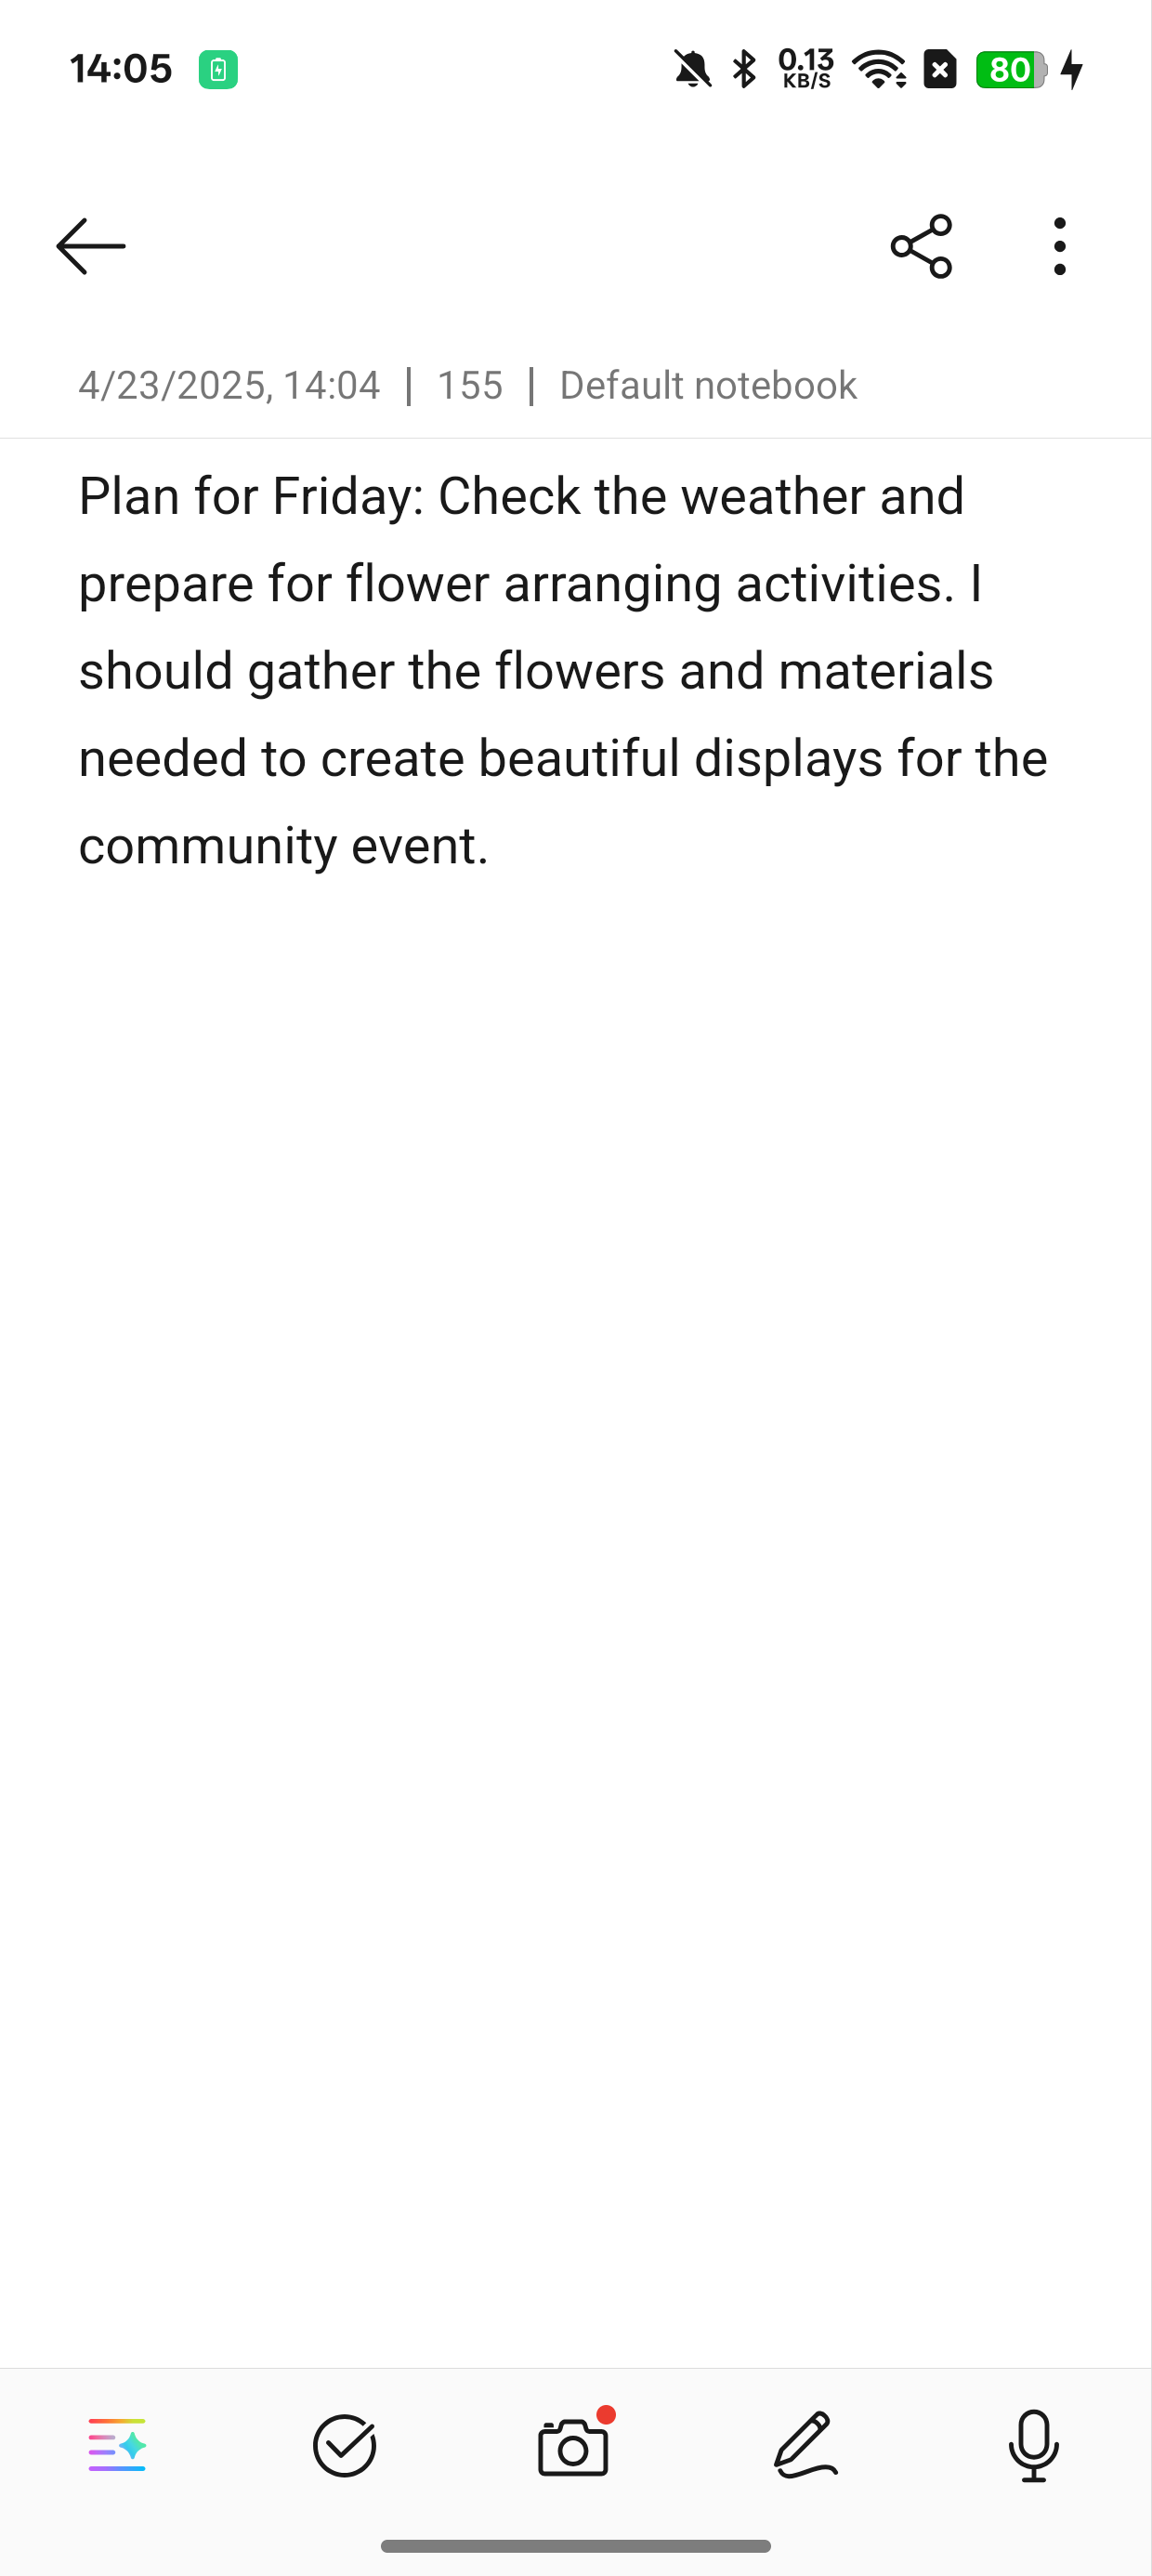 14:05
0.13
KB/S
80
4/23/2025, 14:04 | 155 | Default notebook
Plan for Friday: Check the weather and
prepare for flower arranging activities. I
should gather the flowers and materials
needed to create beautiful displays for the
community event.